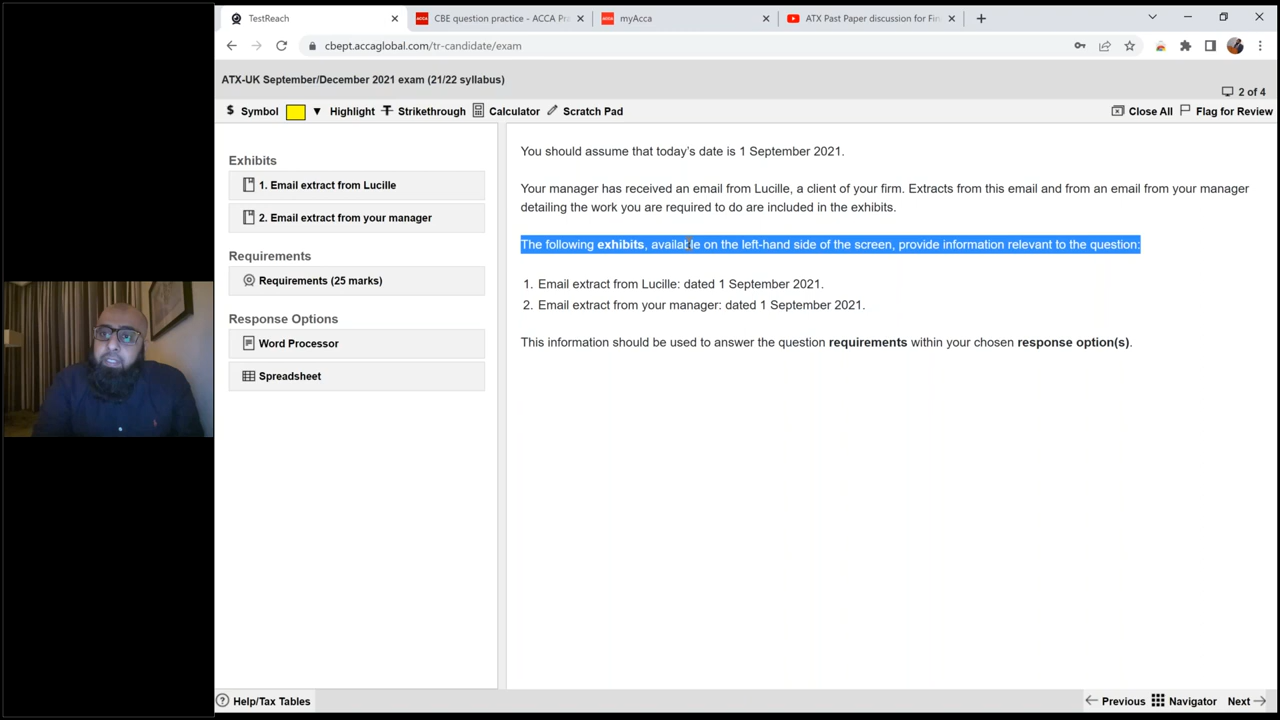 TestReach
CBE question practice - ACCA Pra
myAcca
ATX Past Paper discussion for Fin
cbept.accaglobal.com/tr-candidate/exam
ATX-UK September/December 2021 exam (21/22 syllabus)
2 of 4
$ Symbol Highlight Strikethrough Calculator Scratch Pad Close All Flag for Review
Exhibits
1. Email extract from Lucille
2. Email extract from your manager
Requirements
Requirements (25 marks)
Response Options
Word Processor
Spreadsheet
You should assume that today's date is 1 September 2021.
Your manager has received an email from Lucille, a client of your firm. Extracts from this email and from an email from your manager
detailing the work you are required to do are included in the exhibits.
The following exhibits, available on the left-hand side of the screen, provide information relevant to the question:
1. Email extract from Lucille: dated 1 September 2021.
2. Email extract from your manager: dated 1 September 2021.
This information should be used to answer the question requirements within your chosen response option(s).
Help/Tax Tables
Previous Navigator Next